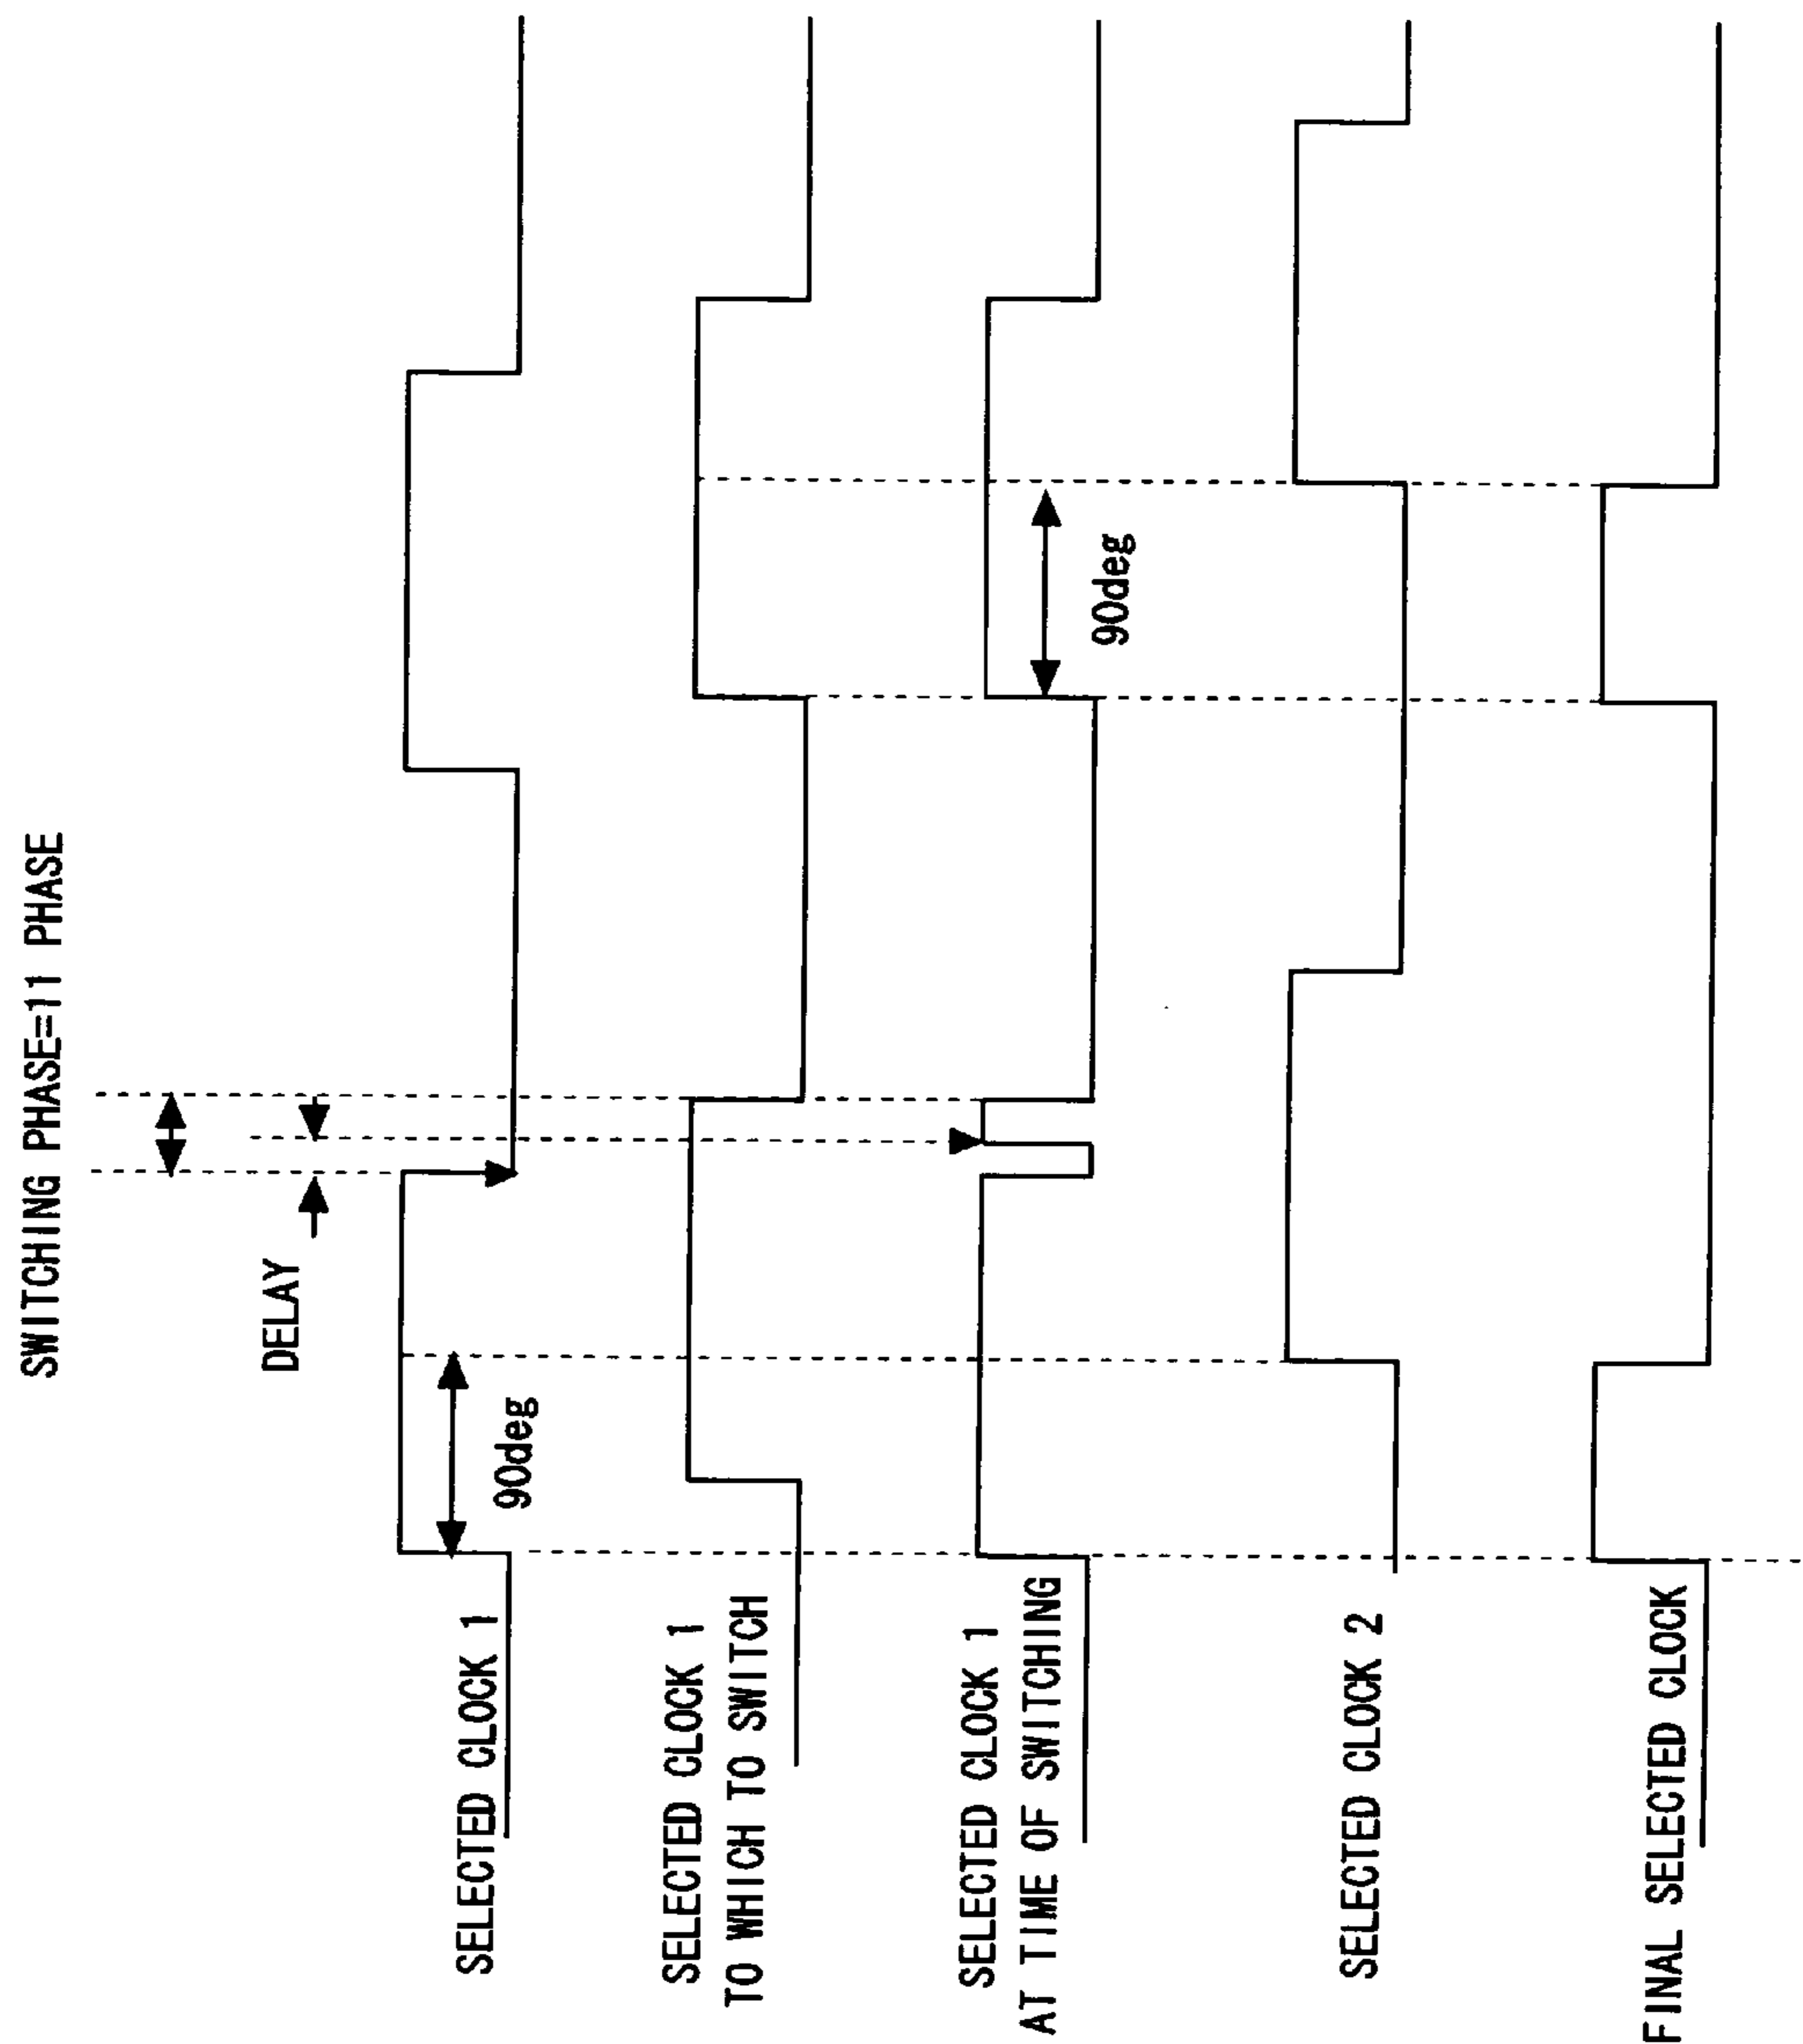 SWITCHING PHASE=11 PHASE
DELAY
90deg
SELECTED CLOCK 1
SELECTED CLOCK 1
TO WHICH TO SWITCH
SELECTED CLOCK 1
AT TIME OF SWITCHING
90deg
SELECTED CLOCK 2
FINAL SELECTED CLOCK